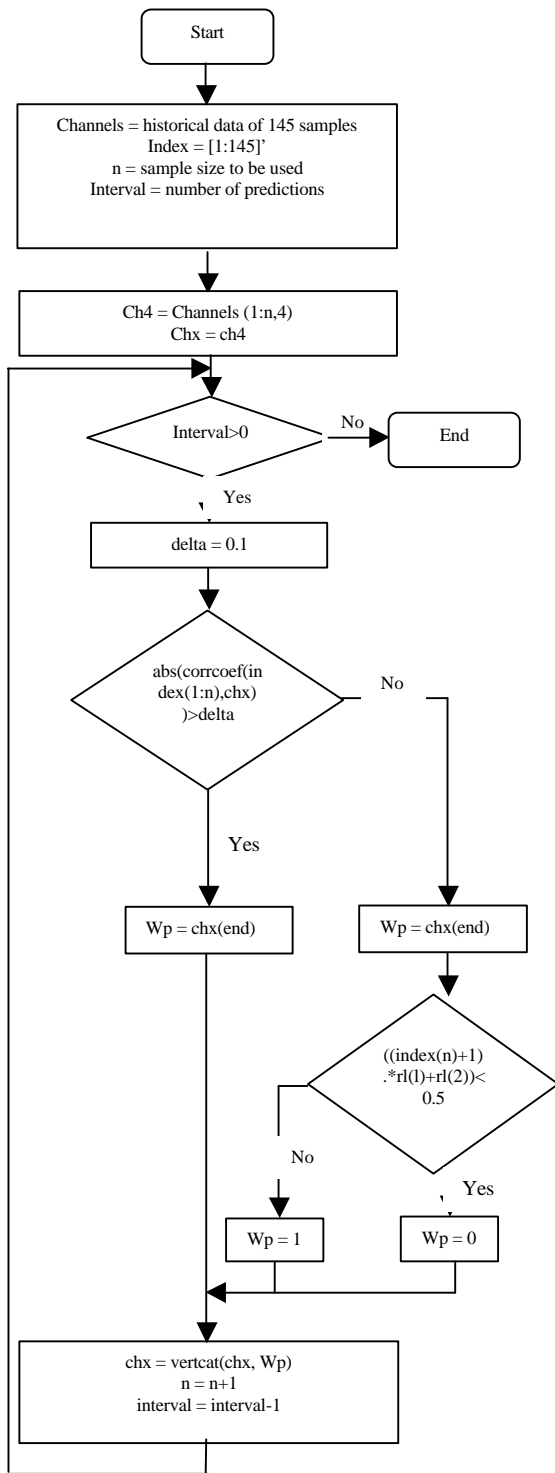 Start
Channels = historical data of 145 samples
Index = [1:145]’
n = sample size to be used
Interval = number of predictions
Ch4 = Channels (1:n,4)
Chx = ch4
Interval>0
No
End
Yes
delta = 0.1
abs(corrcoef(in
dex(1:n),chx)
)>delta
No
Yes
Wp = chx(end)
Wp = chx(end)
((index(n)+1)
.*rl(l)+rl(2))<
0.5
No
Yes
Wp = 1
Wp = 0
chx = vertcat(chx, Wp)
n = n+1
interval = interval-1